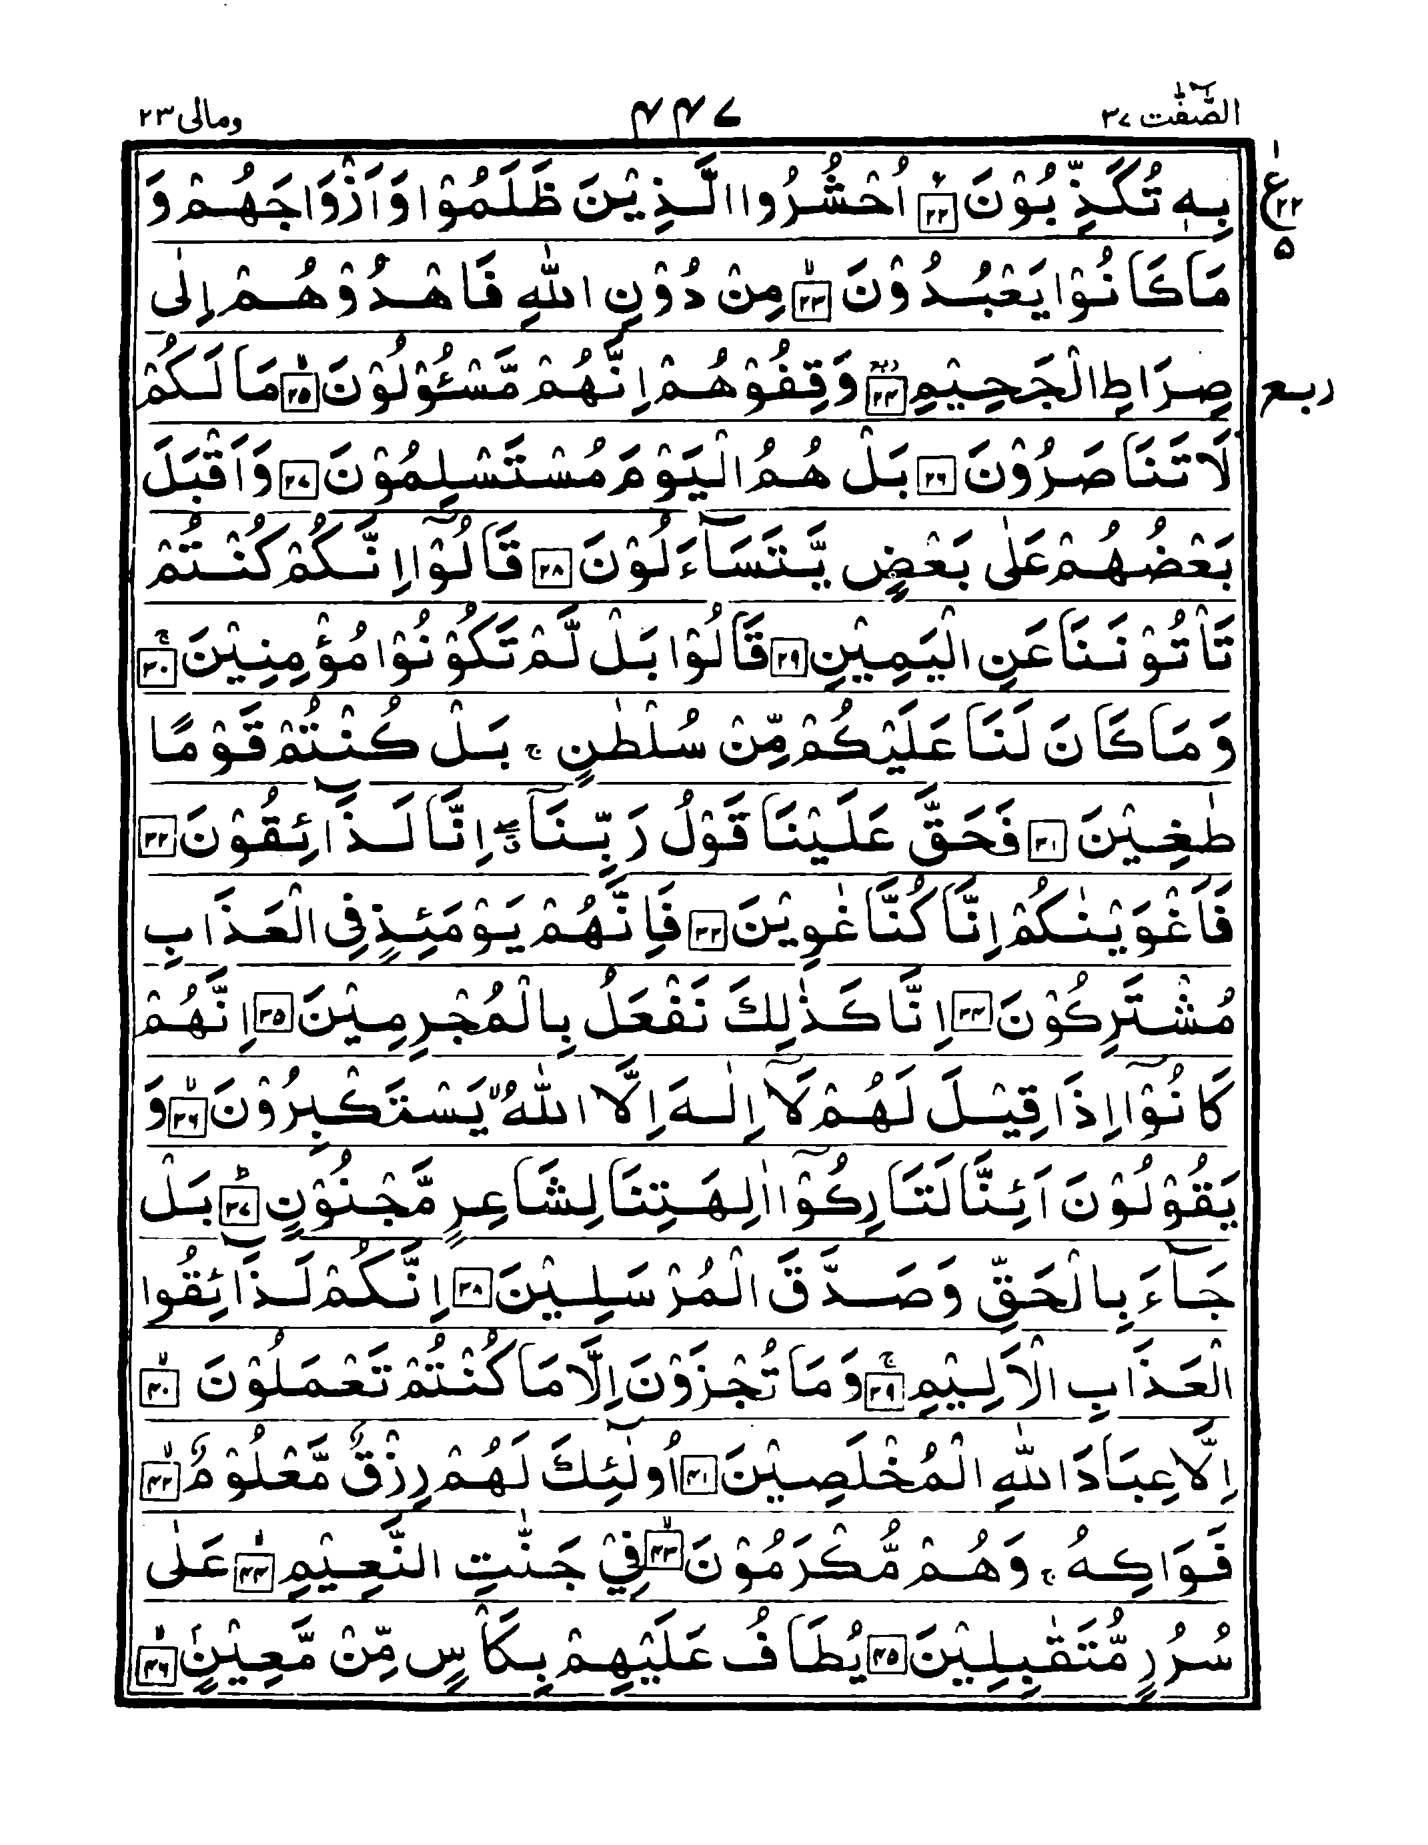 الصّٰٓفّٰت ٣٧
٤٤٧
ومالی ٢٣
بِهٖ تُكَذِّبُوْنَ ٢٢ اُحْشُرُوا الَّذِيْنَ ظَلَمُوْا وَاَزْوَاجَهُمْ وَ
ع ٢٢ ٥
مَا كَانُوْا يَعْبُدُوْنَ ٢٣ مِنْ دُوْنِ اللّٰهِ فَاهْدُوْهُمْ اِلٰى
صِرَاطِ الْجَحِيْمِ ٢٤ وَقِفُوْهُمْ اِنَّهُمْ مَّسْئُوْلُوْنَ ٢٥ مَا لَكُمْ
ربع
لَا تَنَاصَرُوْنَ ٢٦ بَلْ هُمُ الْيَوْمَ مُسْتَسْلِمُوْنَ ٢٧ وَاَقْبَلَ
بَعْضُهُمْ عَلٰى بَعْضٍ يَّتَسَآءَلُوْنَ ٢٨ قَالُوْٓا اِنَّكُمْ كُنْتُمْ
تَاْتُوْنَنَا عَنِ الْيَمِيْنِ ٢٩ قَالُوْا بَلْ لَّمْ تَكُوْنُوْا مُؤْمِنِيْنَ ٣٠ۚ
وَمَا كَانَ لَنَا عَلَيْكُمْ مِّنْ سُلْطٰنٍ ۚ بَلْ كُنْتُمْ قَوْمًا
طٰغِيْنَ ٣١ فَحَقَّ عَلَيْنَا قَوْلُ رَبِّنَآ ۖ اِنَّا لَذَآئِقُوْنَ ٣٢
فَاَغْوَيْنٰكُمْ اِنَّا كُنَّا غٰوِيْنَ ٣٣ فَاِنَّهُمْ يَوْمَئِذٍ فِى الْعَذَابِ
مُشْتَرِكُوْنَ ٣٤ اِنَّا كَذٰلِكَ نَفْعَلُ بِالْمُجْرِمِيْنَ ٣٥ اِنَّهُمْ
كَانُوْٓا اِذَا قِيْلَ لَهُمْ لَآ اِلٰهَ اِلَّا اللّٰهُ ۙ يَسْتَكْبِرُوْنَ ٣٦ۙ وَ
يَقُوْلُوْنَ اَئِنَّا لَتَارِكُوْٓا اٰلِهَتِنَا لِشَاعِرٍ مَّجْنُوْنٍ ٣٧ؕ بَلْ
جَآءَ بِالْحَقِّ وَصَدَّقَ الْمُرْسَلِيْنَ ٣٨ اِنَّكُمْ لَذَآئِقُوا
الْعَذَابِ الْاَلِيْمِ ٣٩ۚ وَمَا تُجْزَوْنَ اِلَّا مَا كُنْتُمْ تَعْمَلُوْنَ ٤٠ۙ
اِلَّا عِبَادَ اللّٰهِ الْمُخْلَصِيْنَ ٤١ اُولٰٓئِكَ لَهُمْ رِزْقٌ مَّعْلُوْمٌ ٤٢ۙ
فَوَاكِهُ ۚ وَهُمْ مُّكْرَمُوْنَ ٤٣ۙ فِيْ جَنّٰتِ النَّعِيْمِ ٤٤ۙ عَلٰى
سُرُرٍ مُّتَقٰبِلِيْنَ ٤٥ يُطَافُ عَلَيْهِمْ بِكَاْسٍ مِّنْ مَّعِيْنٍ ٤٦ۙ